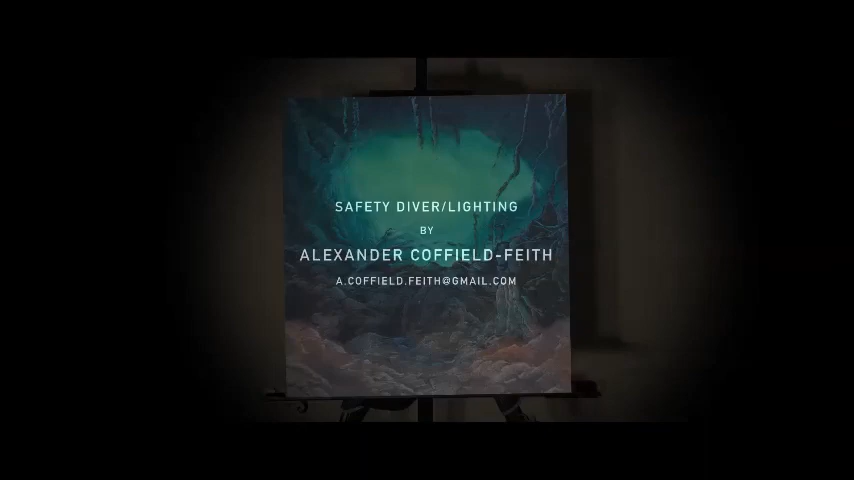 SAFETY DIVER/LIGHTING
BY
ALEXANDER COFFIELD-FEITH
A.COFFIELD.FEITH@GMAIL.COM